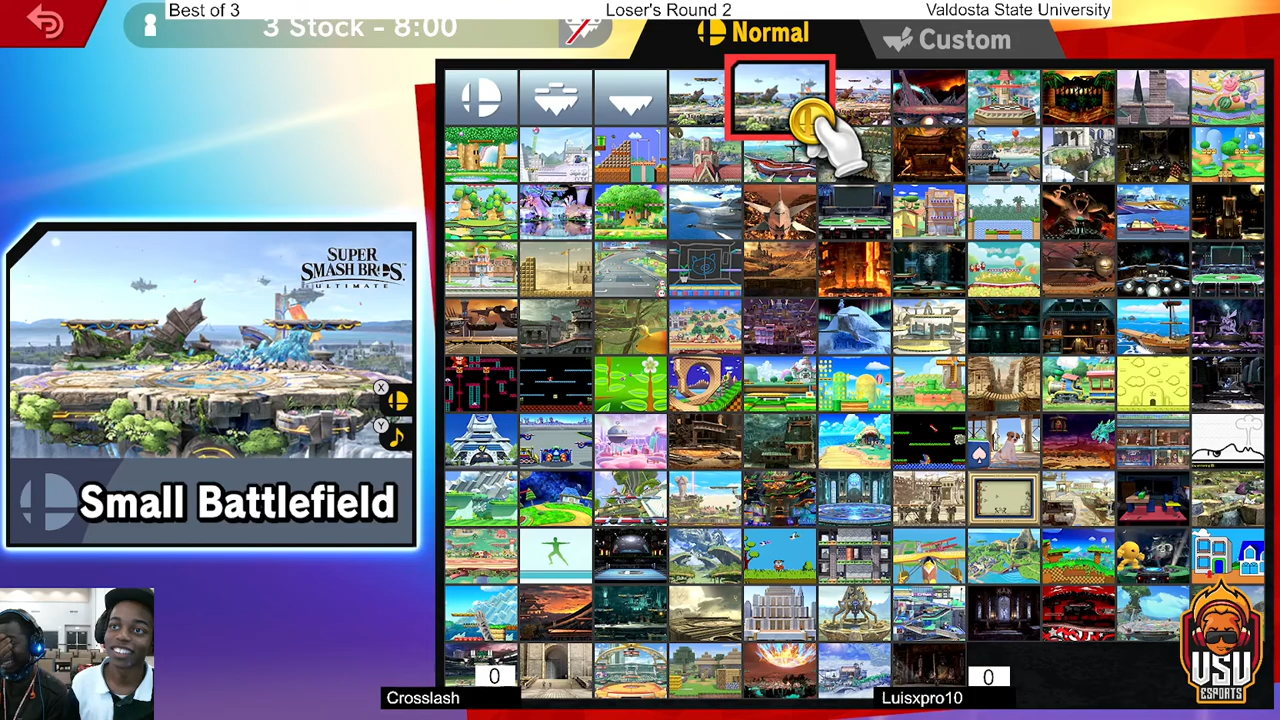 Best of 3
Loser's Round 2
Valdosta State University
3 Stock - 8:00
Normal
Custom
SUPER
SMASH BROS.
ULTIMATE
X
Y
Small Battlefield
0
0
Crosslash
Luisxpro10
VSU
ESPORTS